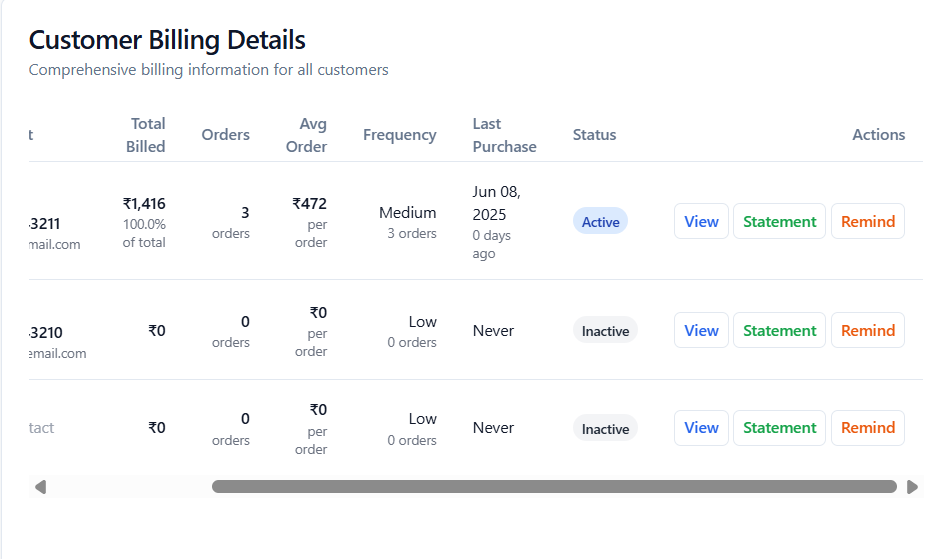 Customer Billing Details
Comprehensive billing information for all customers
t
Total Billed
Orders
Avg Order
Frequency
Last Purchase
Status
Actions
3211
mail.com
₹1,416
100.0%
of total
3
orders
₹472
per
order
Medium
3 orders
Jun 08,
2025
0 days
ago
Active
View
Statement
Remind
3210
email.com
₹0
0
orders
₹0
per
order
Low
0 orders
Never
Inactive
View
Statement
Remind
tact
₹0
0
orders
₹0
per
order
Low
0 orders
Never
Inactive
View
Statement
Remind